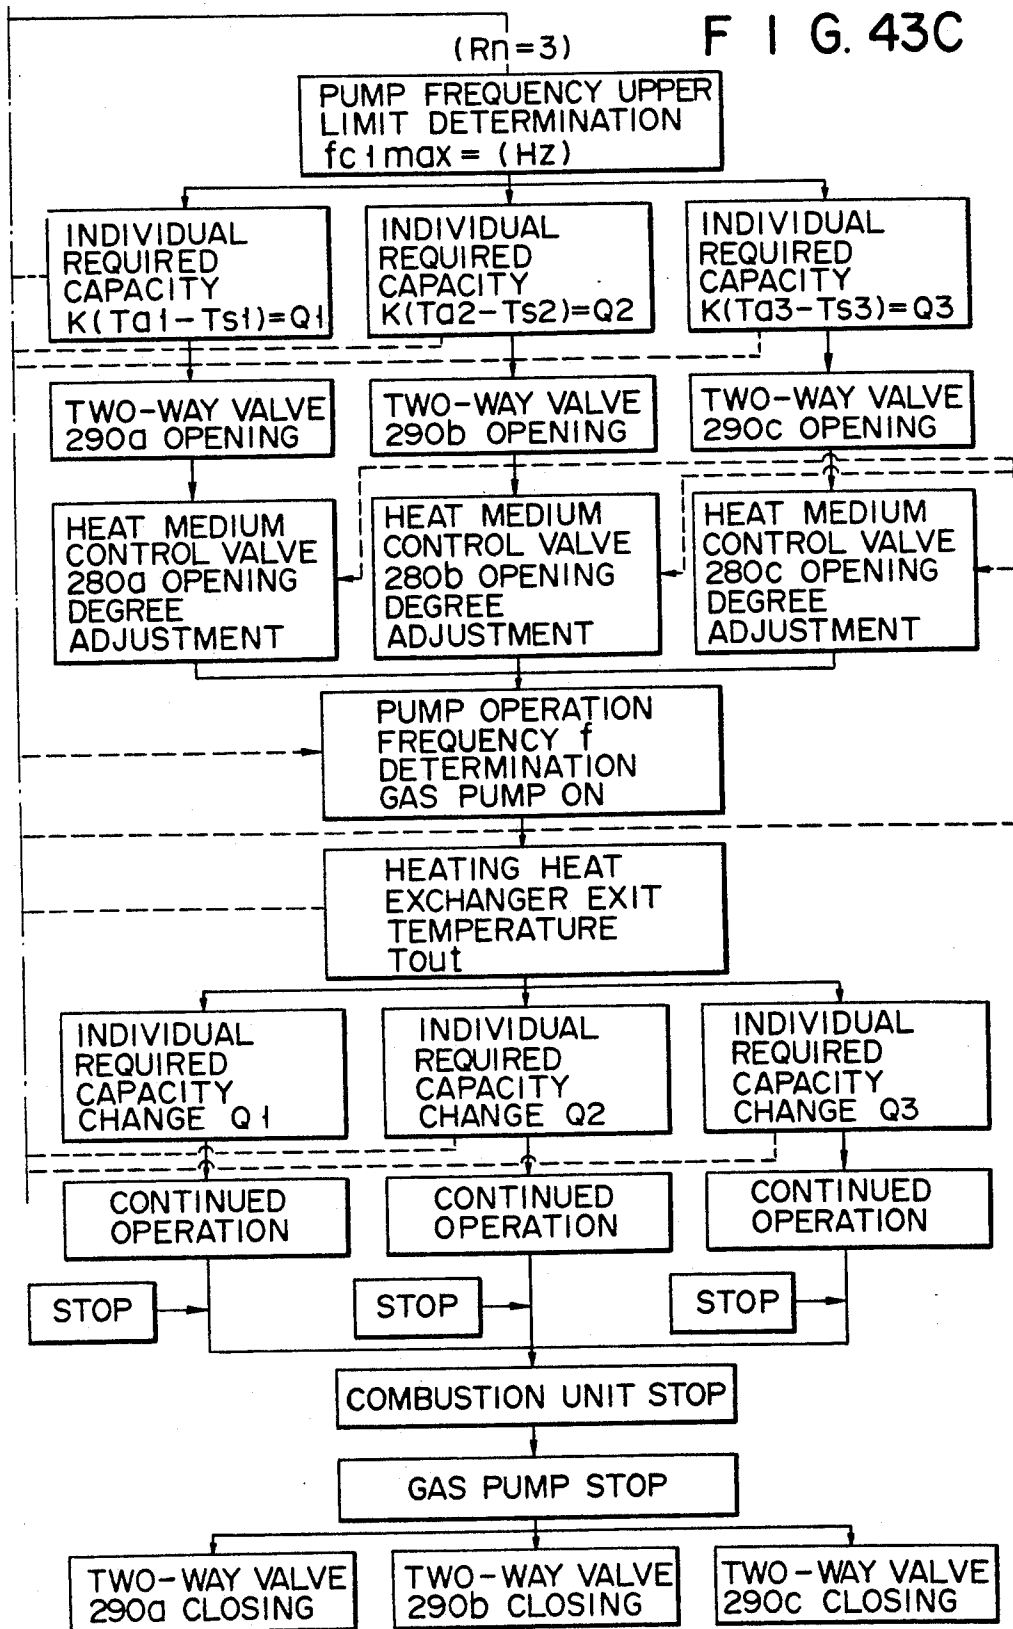 F I G. 43C
(Rn=3)
PUMP FREQUENCY UPPER
LIMIT DETERMINATION
fc1max = (Hz)
INDIVIDUAL
REQUIRED
CAPACITY
K(Ta1-Ts1)=Q1
INDIVIDUAL
REQUIRED
CAPACITY
K(Ta2-Ts2)=Q2
INDIVIDUAL
REQUIRED
CAPACITY
K(Ta3-Ts3)=Q3
TWO-WAY VALVE
290a OPENING
TWO-WAY VALVE
290b OPENING
TWO-WAY VALVE
290c OPENING
HEAT MEDIUM
CONTROL VALVE
280a OPENING
DEGREE
ADJUSTMENT
HEAT MEDIUM
CONTROL VALVE
280b OPENING
DEGREE
ADJUSTMENT
HEAT MEDIUM
CONTROL VALVE
280c OPENING
DEGREE
ADJUSTMENT
PUMP OPERATION
FREQUENCY f
DETERMINATION
GAS PUMP ON
HEATING HEAT
EXCHANGER EXIT
TEMPERATURE
Tout
INDIVIDUAL
REQUIRED
CAPACITY
CHANGE Q1
INDIVIDUAL
REQUIRED
CAPACITY
CHANGE Q2
INDIVIDUAL
REQUIRED
CAPACITY
CHANGE Q3
CONTINUED
OPERATION
CONTINUED
OPERATION
CONTINUED
OPERATION
STOP
STOP
STOP
COMBUSTION UNIT STOP
GAS PUMP STOP
TWO-WAY VALVE
290a CLOSING
TWO-WAY VALVE
290b CLOSING
TWO-WAY VALVE
290c CLOSING